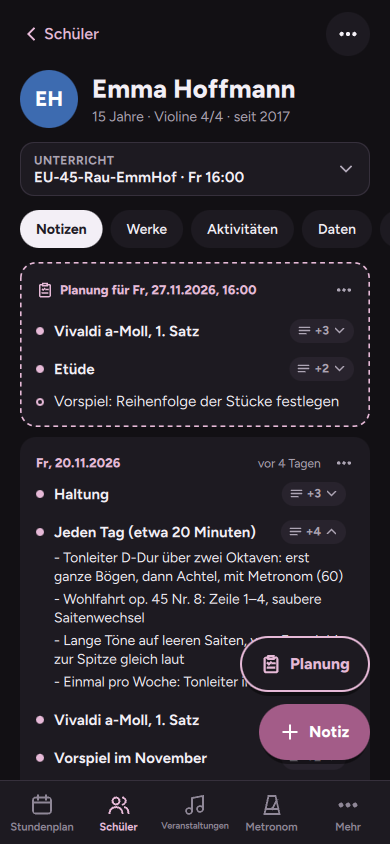 Schüler
EH
Emma Hoffmann
15 Jahre · Violine 4/4 · seit 2017
UNTERRICHT
EU-45-Rau-EmmHof · Fr 16:00
Notizen Werke Aktivitäten Daten
Planung für Fr, 27.11.2026, 16:00
Vivaldi a-Moll, 1. Satz +3
Etüde +2
Vorspiel: Reihenfolge der Stücke festlegen
Fr, 20.11.2026 vor 4 Tagen
Haltung +3
Jeden Tag (etwa 20 Minuten) +4
- Tonleiter D-Dur über zwei Oktaven: erst
ganze Bögen, dann Achtel, mit Metronom (60)
- Wohlfahrt op. 45 Nr. 8: Zeile 1–4, saubere
Saitenwechsel
- Lange Töne auf leeren Saiten,
zur Spitze gleich laut
- Einmal pro Woche: Tonleiter
Planung
Vivaldi a-Moll, 1. Satz
+ Notiz
Vorspiel im November
Stundenplan Schüler Veranstaltungen Metronom Mehr